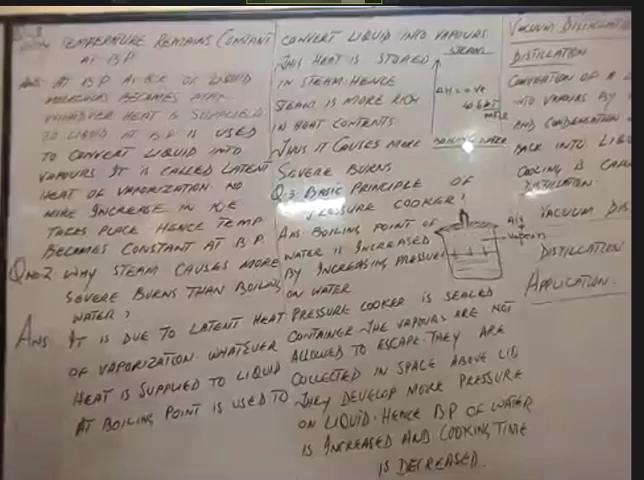 WHEN TEMPERATURE REMAINS CONSTANT
AT B.P
ANS: AT B.P AS K.E OF LIQUID
MOLECULES BECOMES
WHATEVER HEAT IS SUPPLIED
TO LIQUID AT B.P IS USED
TO CONVERT LIQUID INTO
VAPOURS IT IS CALLED LATENT
HEAT OF VAPORIZATION. NO
MORE INCREASE IN K.E
TAKES PLACE HENCE TEMP.
BECOMES CONSTANT AT B.P.
Q NO:2 WHY STEAM CAUSES MORE
SEVERE BURNS THAN BOILING
WATER?
ANS IT IS DUE TO LATENT HEAT
OF VAPORIZATION. WHATEVER
HEAT IS SUPPLIED TO LIQUID
AT BOILING POINT IS USED TO
CONVERT LIQUID INTO VAPOURS
THIS HEAT IS STORED
IN STEAM. HENCE
STEAM IS MORE RICH
IN HEAT CONTENTS.
THUS IT CAUSES MORE
SEVERE BURNS
STEAM
ΔH = +ve
BOILING WATER
Q:3 BASIC PRINCIPLE OF
PRESSURE COOKER?
ANS: BOILING POINT OF
WATER IS INCREASED
BY INCREASING PRESSURE
ON WATER
Air
+
Vapours
PRESSURE COOKER IS SEALED
CONTAINER. THE VAPOURS ARE NOT
ALLOWED TO ESCAPE. THEY ARE
COLLECTED IN SPACE ABOVE LID
THEY DEVELOP MORE PRESSURE
ON LIQUID. HENCE B.P OF WATER
IS INCREASED AND COOKING TIME
IS DECREASED.
VACUUM DISTILLATI
DISTILLATION
OF A
INTO VAPOURS BY
AND CONDENSATION
BACK INTO LIQU
COOLING IS CAL
DISTILLATION.
VACUUM DIS
DISTILLATION
APPLICATION.